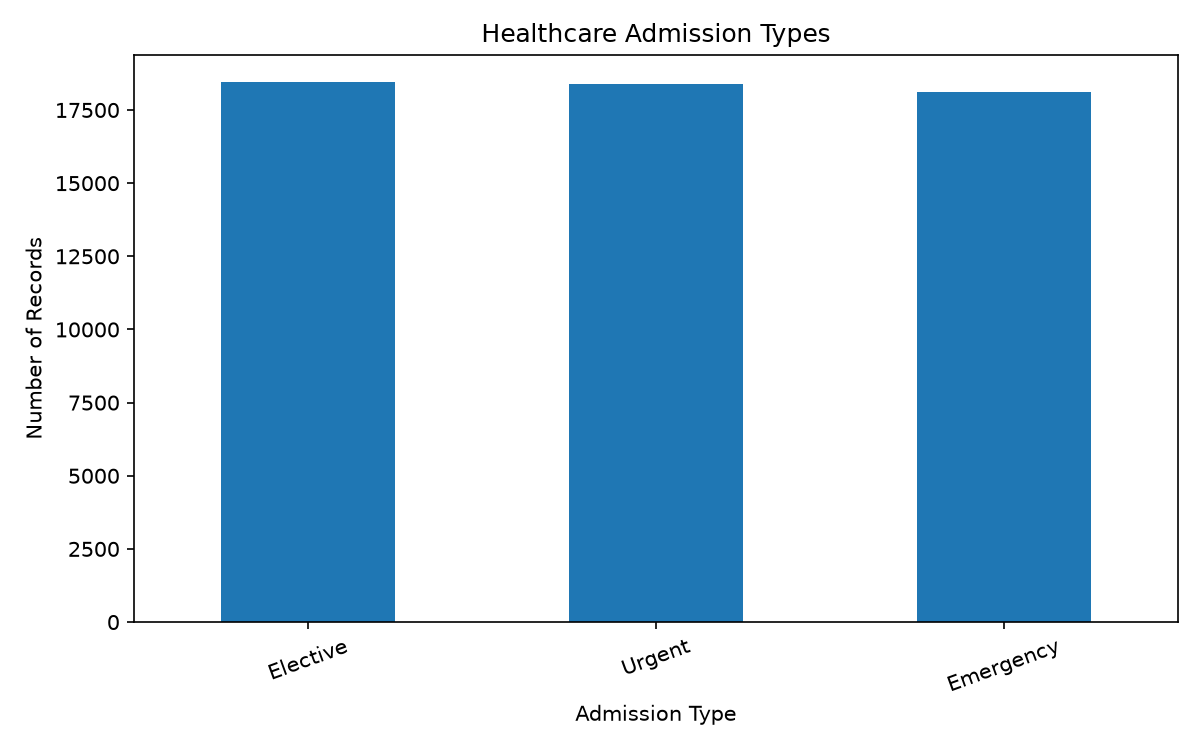 Healthcare Admission Types
Number of Records
17500
15000
12500
10000
7500
5000
2500
0
Elective
Urgent
Emergency
Admission Type